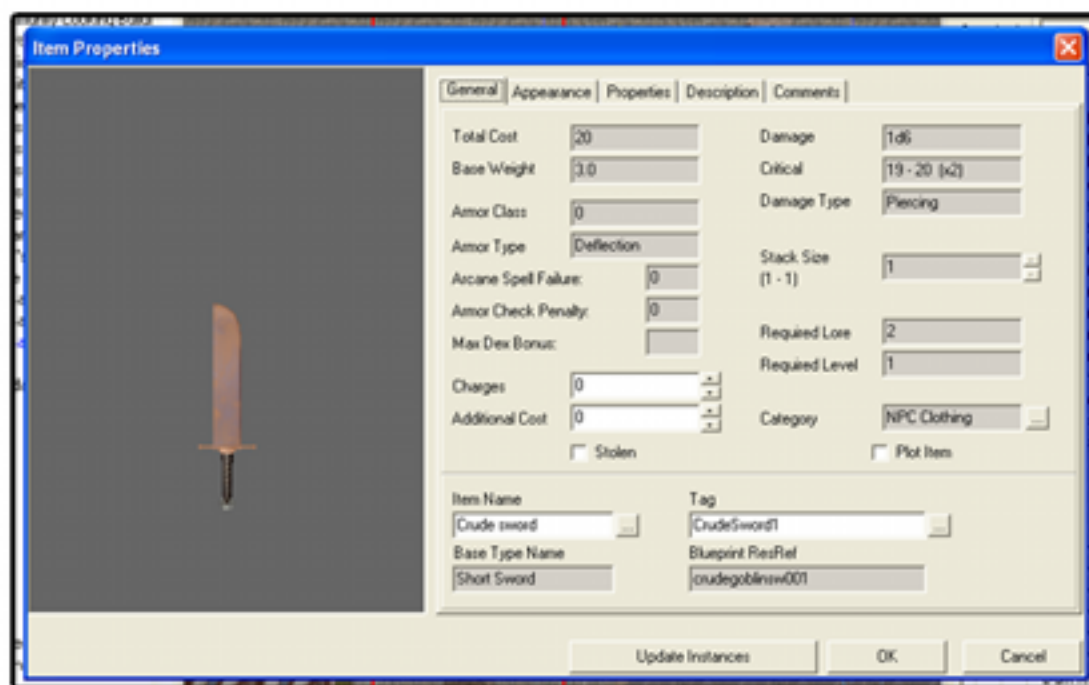 Item Properties
General Appearance Properties Description Comments
Total Cost 20
Base Weight 3.0
Armor Class 0
Armor Type Deflection
Arcane Spell Failure: 0
Armor Check Penalty: 0
Max Dex Bonus:
Charges 0
Additional Cost 0
Stolen
Damage 1d6
Critical 19 - 20 (x2)
Damage Type Piercing
Stack Size
(1 - 1) 1
Required Lore 2
Required Level 1
Category NPC Clothing ...
Plot Item
Item Name
Crude sword ...
Tag
CrudeSword1 ...
Base Type Name
Short Sword
Blueprint ResRef
crudegoblinsw001
Update Instances OK Cancel